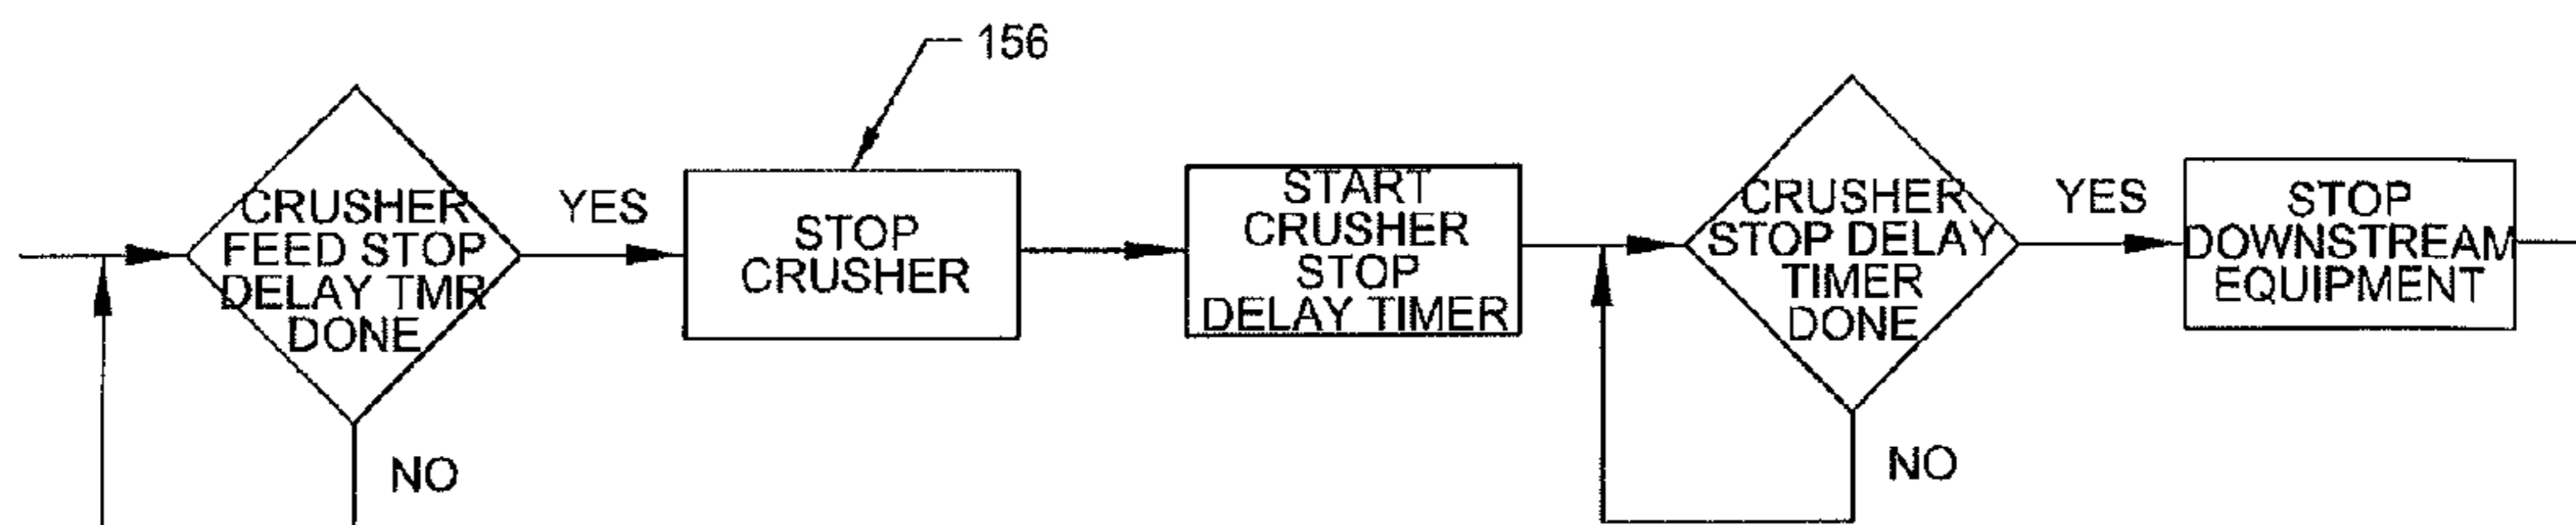 156
CRUSHER
FEED STOP
DELAY TMR
DONE
YES
NO
STOP
CRUSHER
START
CRUSHER
STOP
DELAY TIMER
CRUSHER
STOP DELAY
TIMER
DONE
YES
NO
STOP
DOWNSTREAM
EQUIPMENT